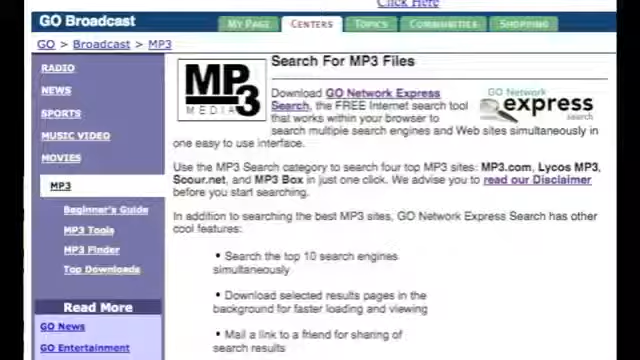 Click Here
GO Broadcast
MY PAGE CENTERS TOPICS COMMUNITIES SHOPPING
GO > Broadcast > MP3
RADIO
NEWS
SPORTS
MUSIC VIDEO
MOVIES
MP3
Beginner's Guide
MP3 Tools
MP3 Finder
Top Downloads
Read More
GO News
GO Entertainment
MP3
MEDIA
Search For MP3 Files
GO Network
express
search
Download GO Network Express
Search, the FREE Internet search tool
that works within your browser to
search multiple search engines and Web sites simultaneously in
one easy to use interface.
Use the MP3 Search category to search four top MP3 sites: MP3.com, Lycos MP3,
Scour.net, and MP3 Box in just one click. We advise you to read our Disclaimer
before you start searching.
In addition to searching the best MP3 sites, GO Network Express Search has other
cool features:
• Search the top 10 search engines
simultaneously
• Download selected results pages in the
background for faster loading and viewing
• Mail a link to a friend for sharing of
search results